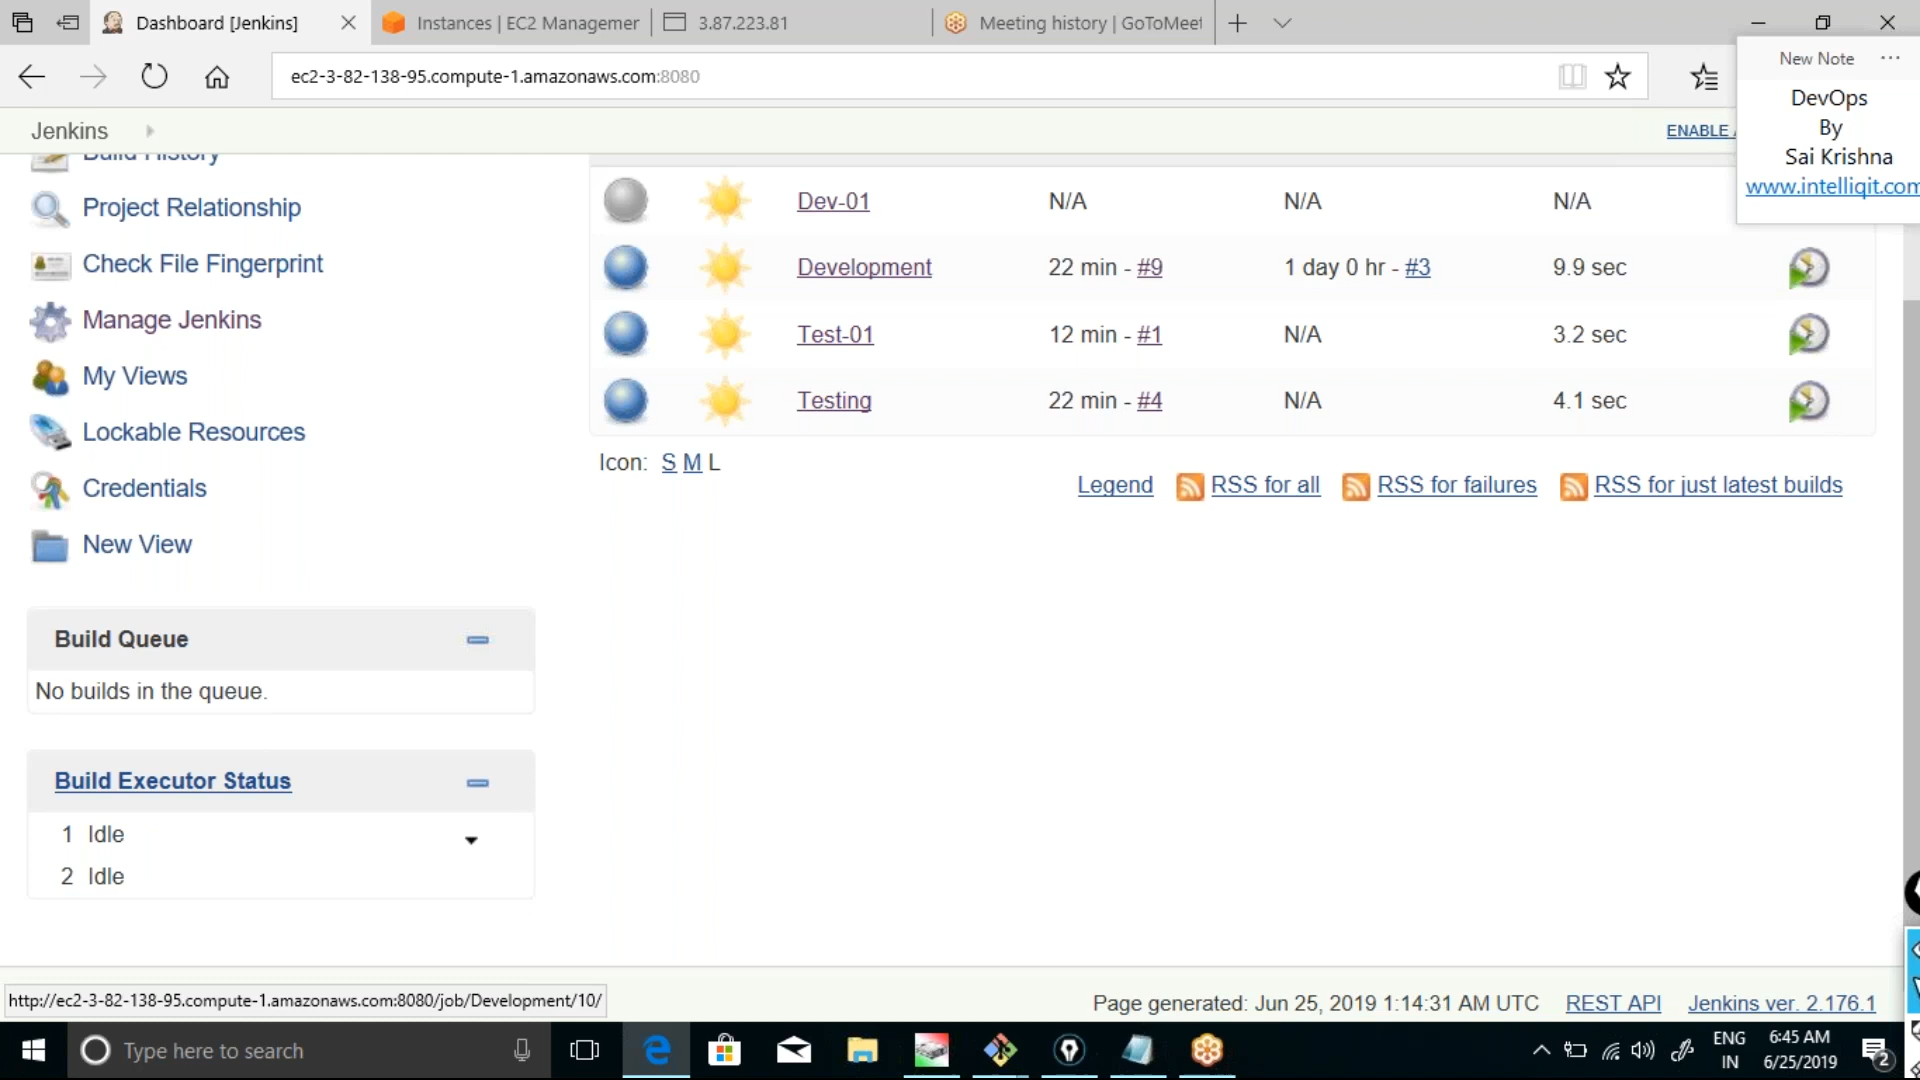 Dashboard [Jenkins]
Instances | EC2 Managemer
3.87.223.81
Meeting history | GoToMeet
ec2-3-82-138-95.compute-1.amazonaws.com:8080
New Note
DevOps
By
Sai Krishna
www.intelliqit.com
Jenkins
ENABLE
Build History
Project Relationship
Check File Fingerprint
Manage Jenkins
My Views
Lockable Resources
Credentials
New View
Dev-01 N/A N/A N/A
Development 22 min - #9 1 day 0 hr - #3 9.9 sec
Test-01 12 min - #1 N/A 3.2 sec
Testing 22 min - #4 N/A 4.1 sec
Icon: S M L
Legend RSS for all RSS for failures RSS for just latest builds
Build Queue
No builds in the queue.
Build Executor Status
1 Idle
2 Idle
http://ec2-3-82-138-95.compute-1.amazonaws.com:8080/job/Development/10/
Page generated: Jun 25, 2019 1:14:31 AM UTC REST API Jenkins ver. 2.176.1
Type here to search
ENG
IN
6:45 AM
6/25/2019
2